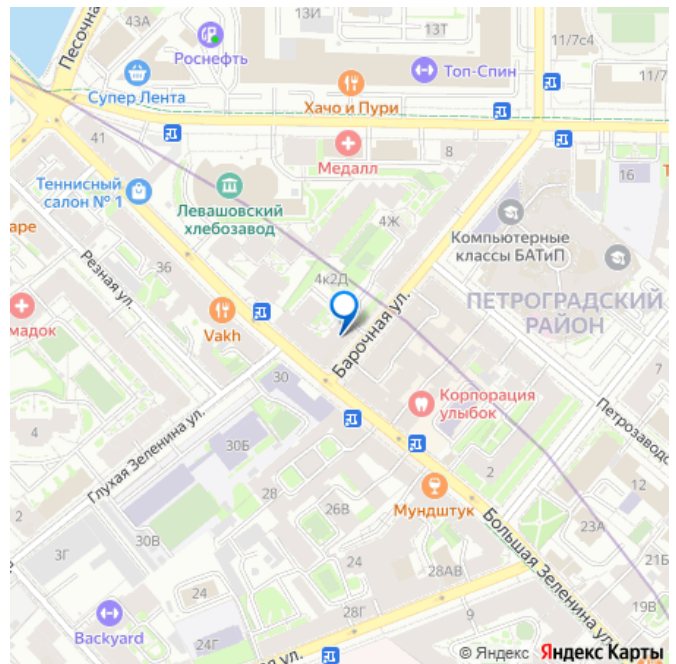 13И
43А
Песочная
Роснефть
13Т
11/7с4
11/7
Топ-Спин
Супер Лента
Хачо и Пури
41
Медалл
8
16
Теннисный
салон № 1
Левашовский
хлебозавод
4Ж
Компьютерные
классы БАТиП
Резная ул.
36
4к2Д
ПЕТРОГРАДСКИЙ
РАЙОН
Vakh
Барочная ул.
30
7
Корпорация
улыбок
4
Глухая Зеленина ул.
30Б
Петрозаводс
2
12
28
26В
Мундштук
2
Большая Зеленина ул.
23А
3Г
30В
24
28АВ
21Б
24
28Г
9
19В
Backyard
24Г
ул.
© Яндекс Яндекс Карты